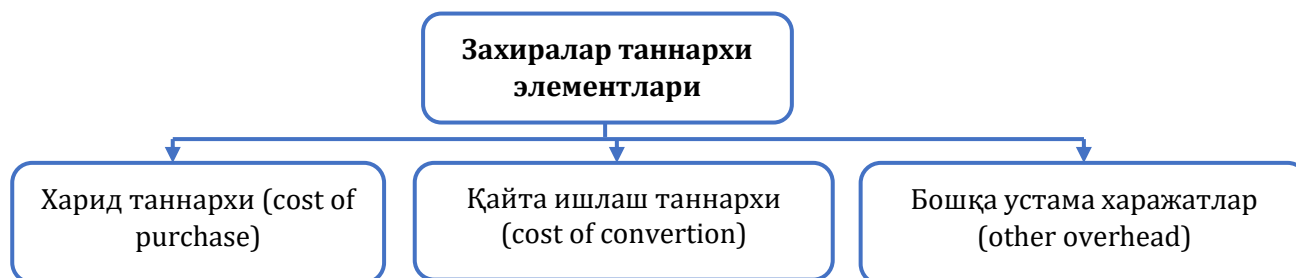 Захиралар таннархи
элементлари
Харид таннархи (cost of
purchase)
Қайта ишлаш таннархи
(cost of convertion)
Бошқа устама харажатлар
(other overhead)